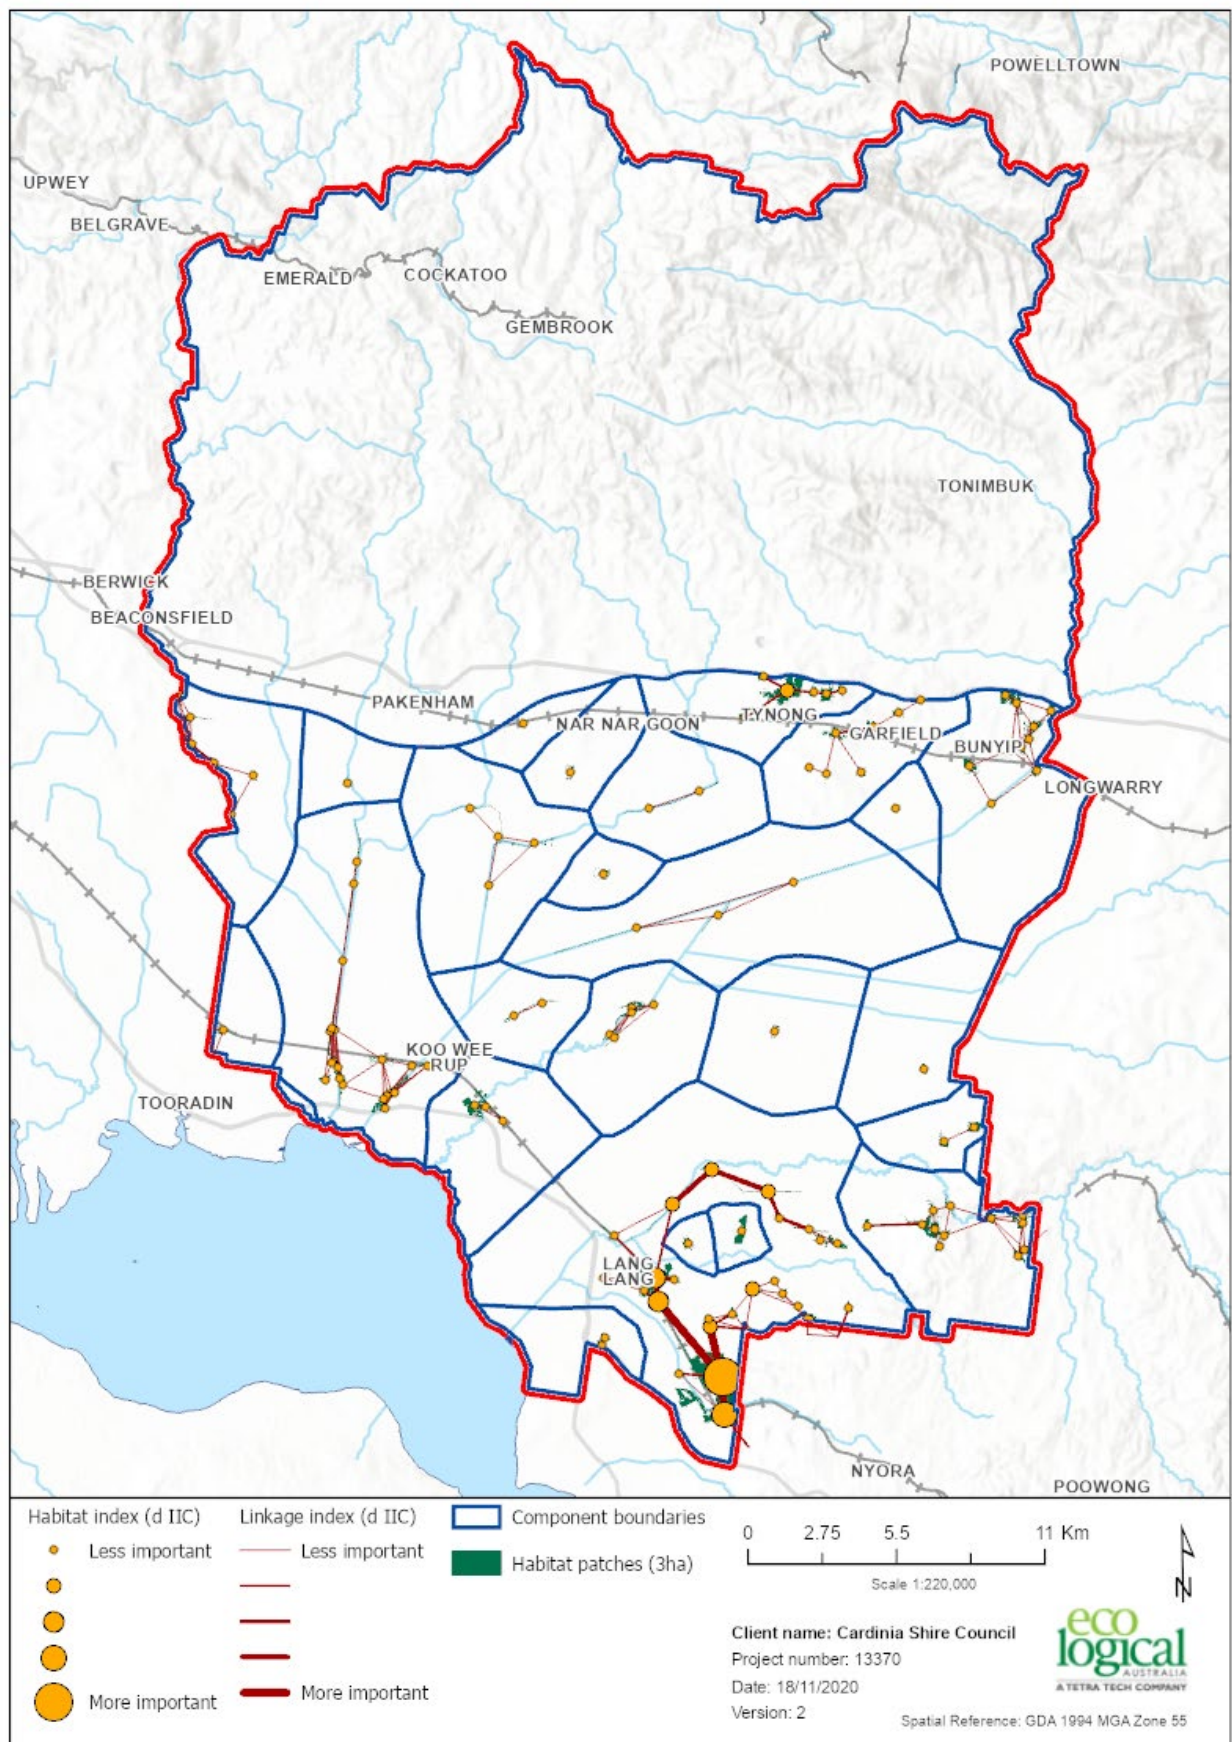 POWELLTOWN
UPWEY
BELGRAVE
EMERALD
COCKATOO
GEMBROOK
TONIMBUK
BERWICK
BEACONSFIELD
PAKENHAM
NAR NAR GOON
TYNONG
GARFIELD
BUNYIP
LONGWARRY
KOO WEE
RUP
TOORADIN
LANG
LANG
NYORA
POOWONG
Habitat index (d IIC)
Less important
More important
Linkage index (d IIC)
Less important
More important
Component boundaries
Habitat patches (3ha)
0 2.75 5.5 11 Km
Scale 1:220,000
N
Client name: Cardinia Shire Council
Project number: 13370
Date: 18/11/2020
Version: 2
eco
logical
AUSTRALIA
A TETRA TECH COMPANY
Spatial Reference: GDA 1994 MGA Zone 55